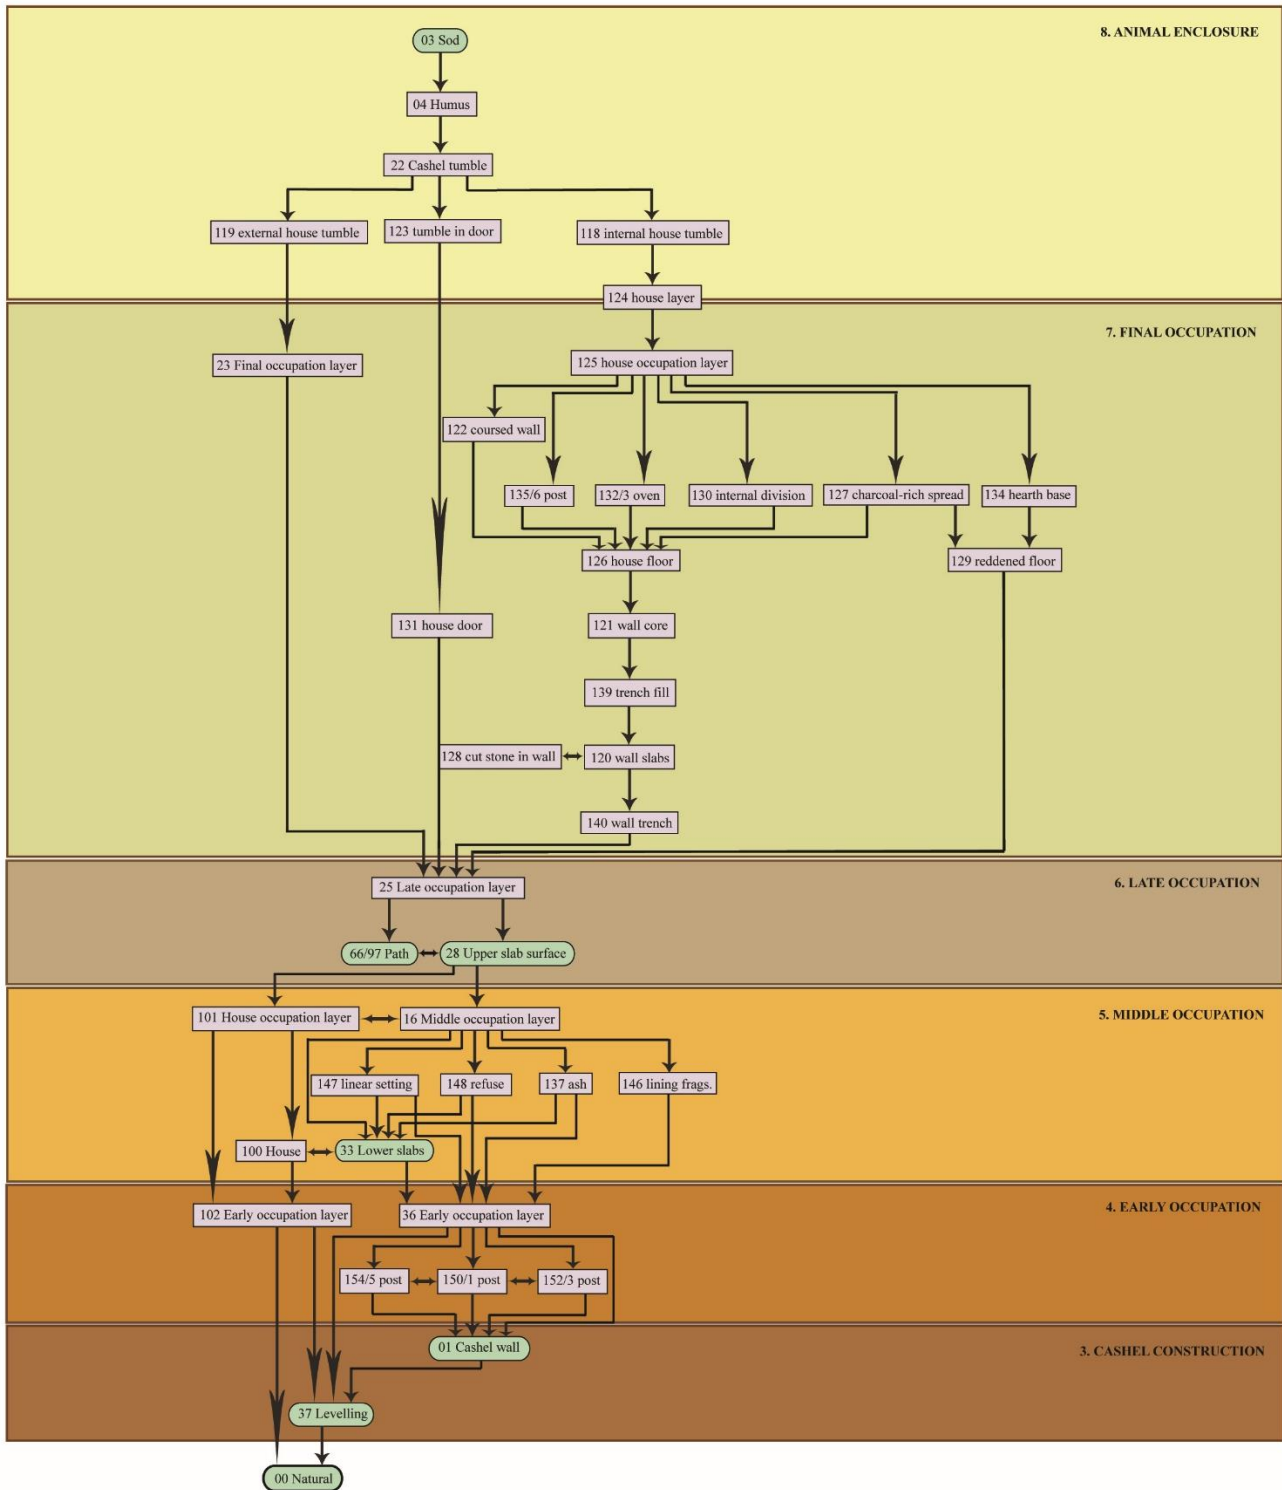 8. ANIMAL ENCLOSURE
03 Sod
04 Humus
22 Cashel tumble
119 external house tumble
123 tumble in door
118 internal house tumble
124 house layer
7. FINAL OCCUPATION
23 Final occupation layer
125 house occupation layer
122 coursed wall
135/6 post
132/3 oven
130 internal division
127 charcoal-rich spread
134 hearth base
126 house floor
129 reddened floor
131 house door
121 wall core
139 trench fill
128 cut stone in wall
120 wall slabs
140 wall trench
6. LATE OCCUPATION
25 Late occupation layer
66/97 Path
28 Upper slab surface
5. MIDDLE OCCUPATION
101 House occupation layer
16 Middle occupation layer
147 linear setting
148 refuse
137 ash
146 lining frags.
100 House
33 Lower slabs
4. EARLY OCCUPATION
102 Early occupation layer
36 Early occupation layer
154/5 post
150/1 post
152/3 post
3. CASHEL CONSTRUCTION
01 Cashel wall
37 Levelling
00 Natural